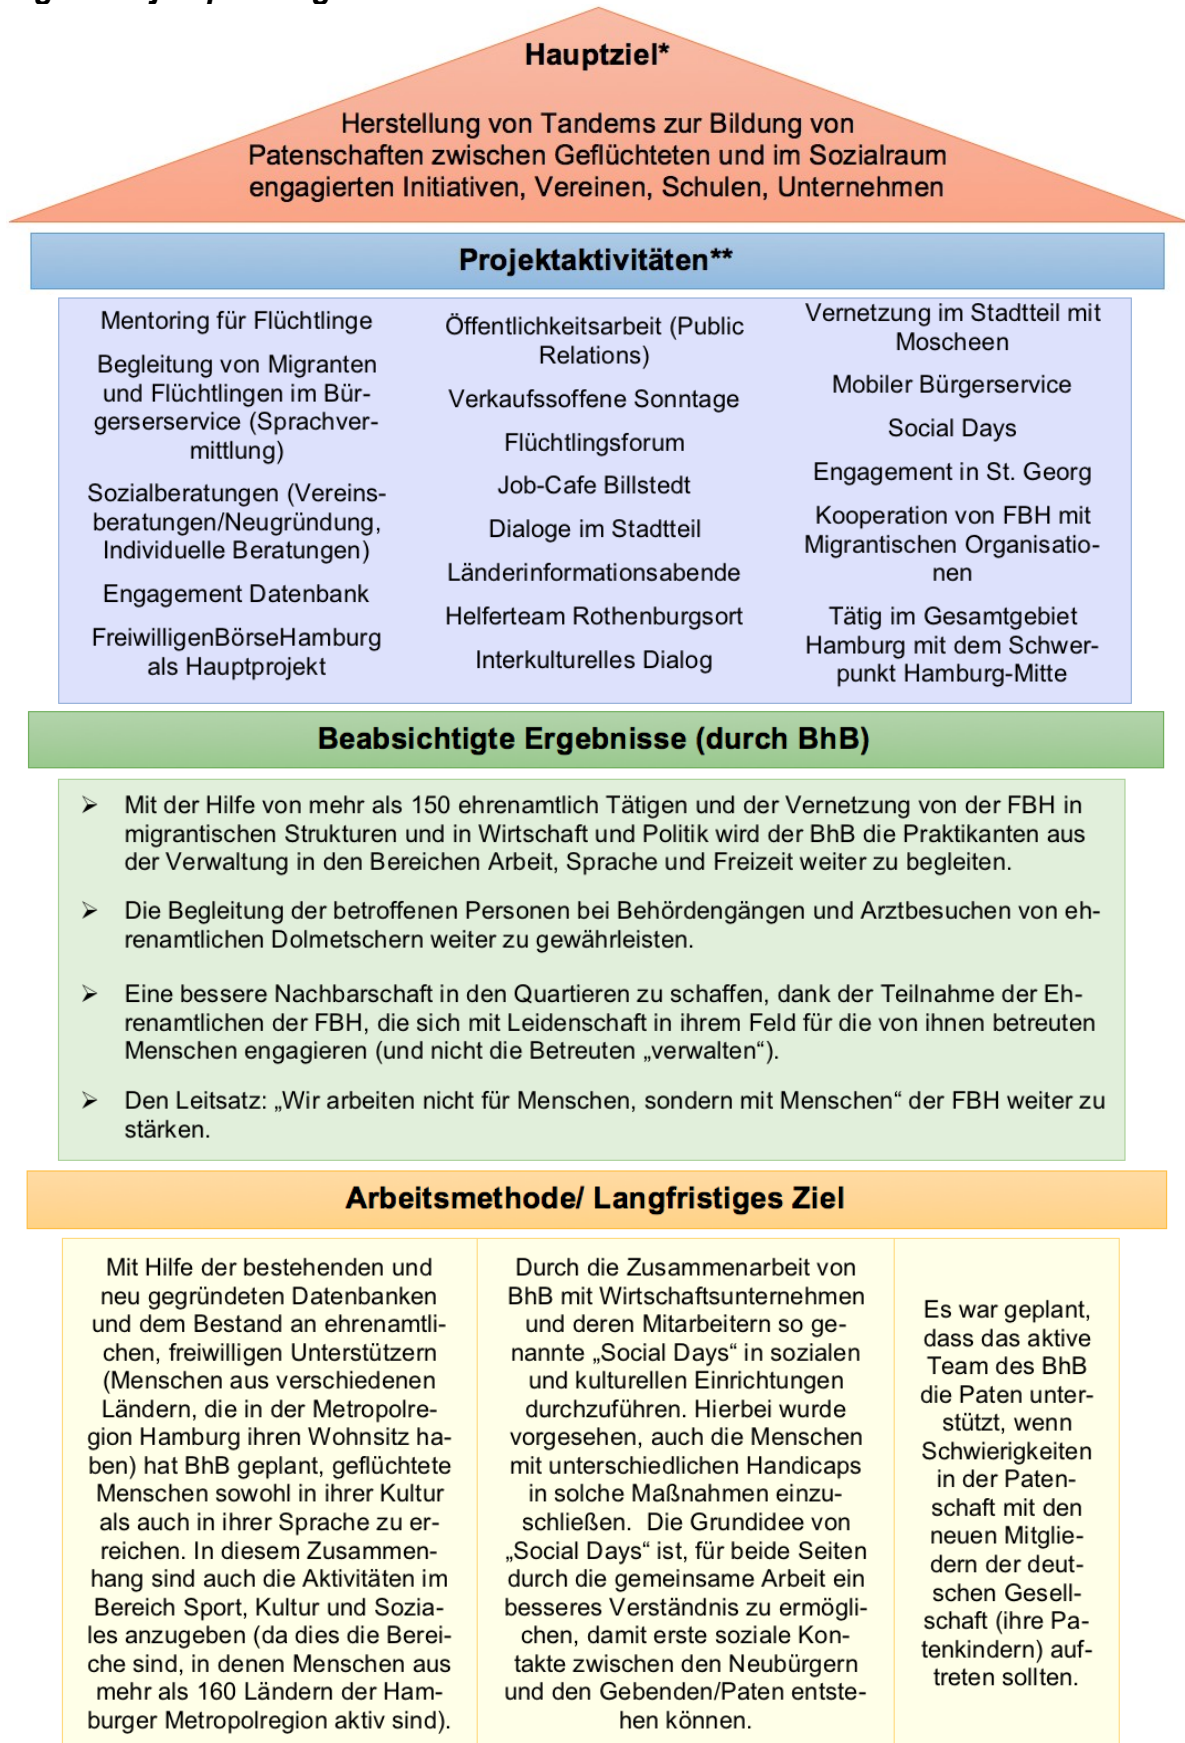 Hauptziel*
Herstellung von Tandems zur Bildung von
Patenschaften zwischen Geflüchteten und im Sozialraum
engagierten Initiativen, Vereinen, Schulen, Unternehmen
Projektaktivitäten**
Mentoring für Flüchtlinge
Begleitung von Migranten
und Flüchtlingen im Bür-
gerserservice (Sprachver-
mittlung)
Sozialberatungen (Vereins-
beratungen/Neugründung,
Individuelle Beratungen)
Engagement Datenbank
FreiwilligenBörseHamburg
als Hauptprojekt
Öffentlichkeitsarbeit (Public
Relations)
Verkaufssoffene Sonntage
Flüchtlingsforum
Job-Cafe Billstedt
Dialoge im Stadtteil
Länderinformationsabende
Helferteam Rothenburgsort
Interkulturelles Dialog
Vernetzung im Stadtteil mit
Moscheen
Mobiler Bürgerservice
Social Days
Engagement in St. Georg
Kooperation von FBH mit
Migrantischen Organisatio-
nen
Tätig im Gesamtgebiet
Hamburg mit dem Schwer-
punkt Hamburg-Mitte
Beabsichtigte Ergebnisse (durch BhB)
➢ Mit der Hilfe von mehr als 150 ehrenamtlich Tätigen und der Vernetzung von der FBH in
migrantischen Strukturen und in Wirtschaft und Politik wird der BhB die Praktikanten aus
der Verwaltung in den Bereichen Arbeit, Sprache und Freizeit weiter zu begleiten.
➢ Die Begleitung der betroffenen Personen bei Behördengängen und Arztbesuchen von eh-
renamtlichen Dolmetschern weiter zu gewährleisten.
➢ Eine bessere Nachbarschaft in den Quartieren zu schaffen, dank der Teilnahme der Eh-
renamtlichen der FBH, die sich mit Leidenschaft in ihrem Feld für die von ihnen betreuten
Menschen engagieren (und nicht die Betreuten „verwalten“).
➢ Den Leitsatz: „Wir arbeiten nicht für Menschen, sondern mit Menschen“ der FBH weiter zu
stärken.
Arbeitsmethode/ Langfristiges Ziel
Mit Hilfe der bestehenden und
neu gegründeten Datenbanken
und dem Bestand an ehrenamtli-
chen, freiwilligen Unterstützern
(Menschen aus verschiedenen
Ländern, die in der Metropolre-
gion Hamburg ihren Wohnsitz ha-
ben) hat BhB geplant, geflüchtete
Menschen sowohl in ihrer Kultur
als auch in ihrer Sprache zu er-
reichen. In diesem Zusammen-
hang sind auch die Aktivitäten im
Bereich Sport, Kultur und Sozia-
les anzugeben (da dies die Berei-
che sind, in denen Menschen aus
mehr als 160 Ländern der Ham-
burger Metropolregion aktiv sind).
Durch die Zusammenarbeit von
BhB mit Wirtschaftsunternehmen
und deren Mitarbeitern so ge-
nannte „Social Days“ in sozialen
und kulturellen Einrichtungen
durchzuführen. Hierbei wurde
vorgesehen, auch die Menschen
mit unterschiedlichen Handicaps
in solche Maßnahmen einzu-
schließen. Die Grundidee von
„Social Days“ ist, für beide Seiten
durch die gemeinsame Arbeit ein
besseres Verständnis zu ermögli-
chen, damit erste soziale Kon-
takte zwischen den Neubürgern
und den Gebenden/Paten entste-
hen können.
Es war geplant,
dass das aktive
Team des BhB
die Paten unter-
stützt, wenn
Schwierigkeiten
in der Paten-
schaft mit den
neuen Mitglie-
dern der deut-
schen Gesell-
schaft (ihre Pa-
tenkindern) auf-
treten sollten.